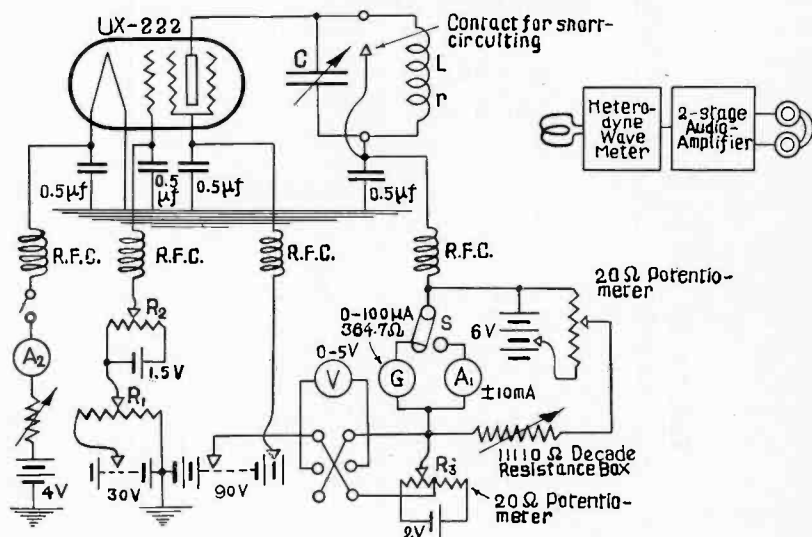 UX-222
Contact for short-
circuiting
C
L
r
Hetero-
dyne Wave
Meter
2-stage
Audio-
Amplifier
0.5μf
0.5
μf
0.5μf
0.5μf
R.F.C.
R.F.C.
R.F.C.
R.F.C.
20Ω Potentio-
meter
R2
0-100μA
364.7Ω
S
6V
A2
1.5V
0-5V
V
G
A1
±10mA
R1
11110 Ω Decade
Resistance Box
R3
4V
30V
90V
20Ω Potentio-
meter
2V